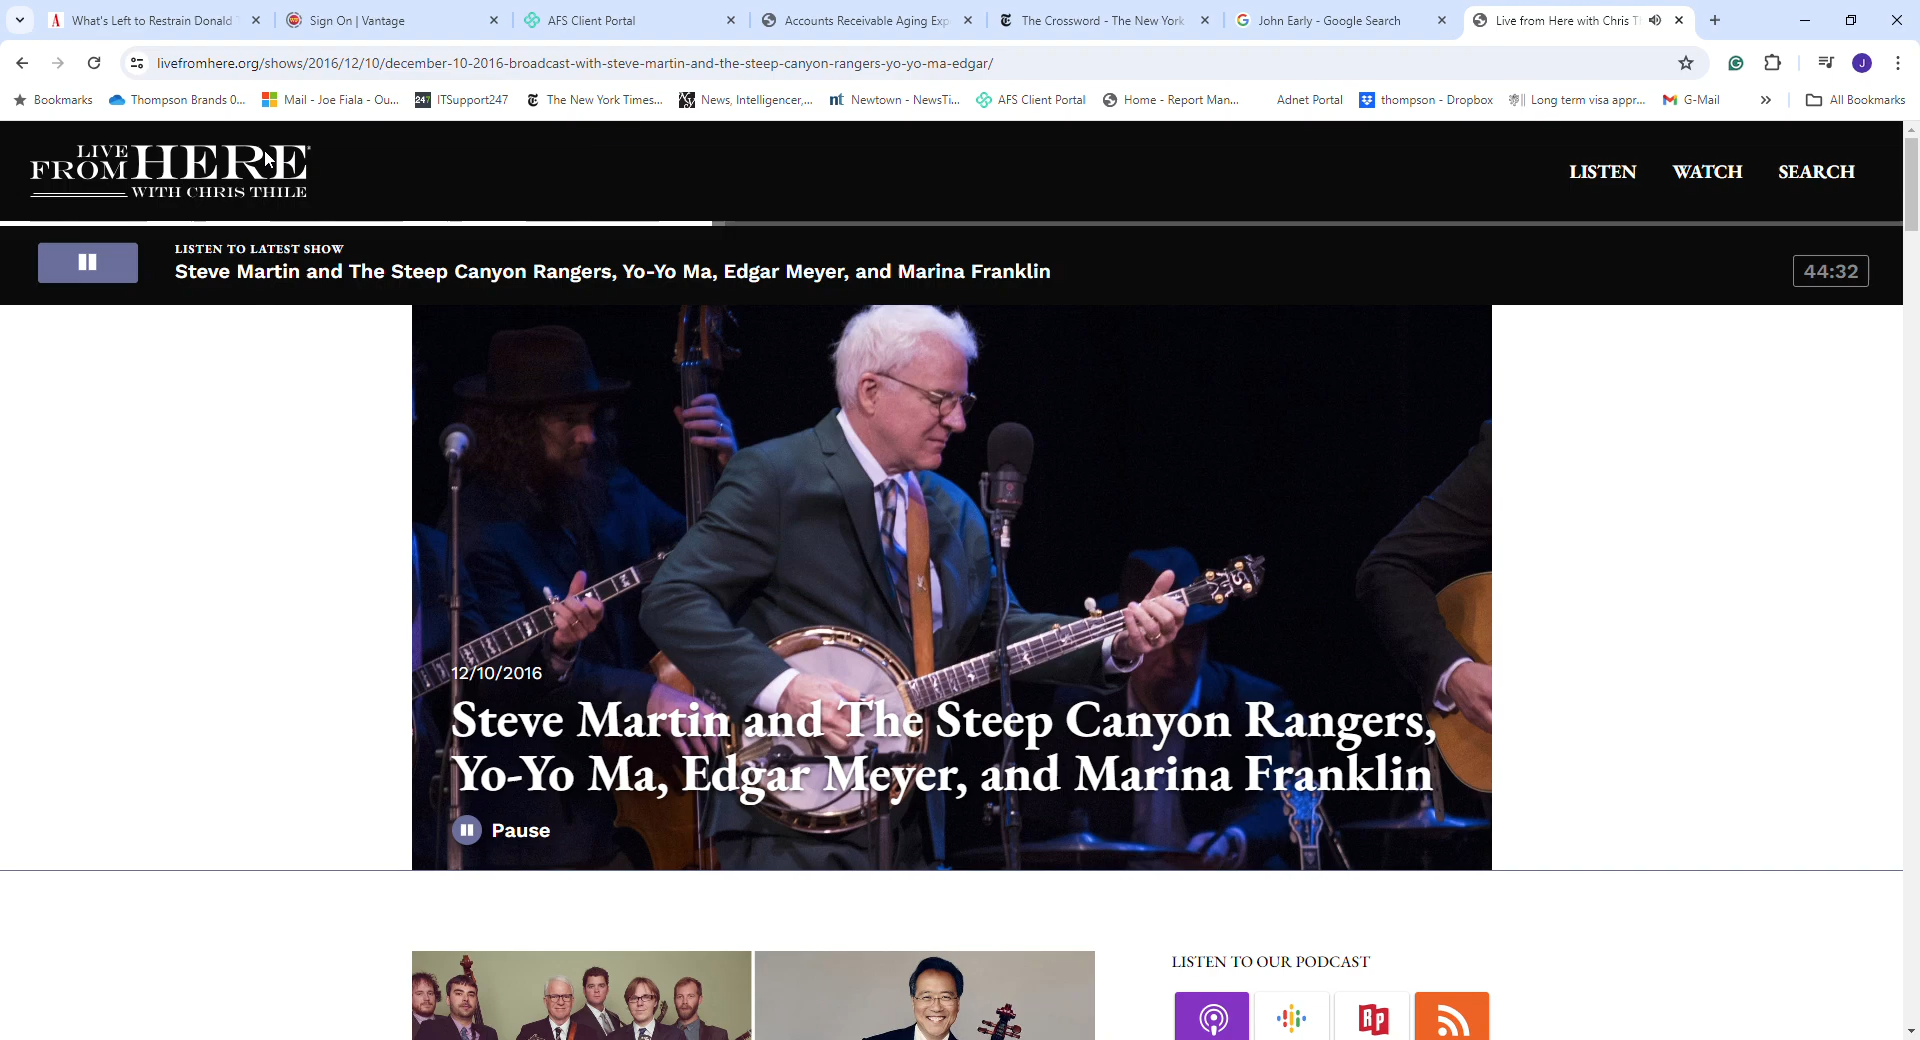 What's Left to Restrain Donald
Sign On | Vantage
AFS Client Portal
Accounts Receivable Aging Exp
The Crossword - The New York
John Early - Google Search
Live from Here with Chris T
livefromhere.org/shows/2016/12/10/december-10-2016-broadcast-with-steve-martin-and-the-steep-canyon-rangers-yo-yo-ma-edgar/
J
Bookmarks
Thompson Brands O...
Mail - Joe Fiala - Ou...
247 ITSupport247
The New York Times...
News, Intelligencer,...
nt Newtown - NewsTi...
AFS Client Portal
Home - Report Man...
Adnet Portal
thompson - Dropbox
Long term visa appr...
G-Mail
All Bookmarks
LIVE
FROM HERE
WITH CHRIS THILE
LISTEN WATCH SEARCH
LISTEN TO LATEST SHOW
Steve Martin and The Steep Canyon Rangers, Yo-Yo Ma, Edgar Meyer, and Marina Franklin
44:32
12/10/2016
Steve Martin and The Steep Canyon Rangers,
Yo-Yo Ma, Edgar Meyer, and Marina Franklin
Pause
LISTEN TO OUR PODCAST
RP